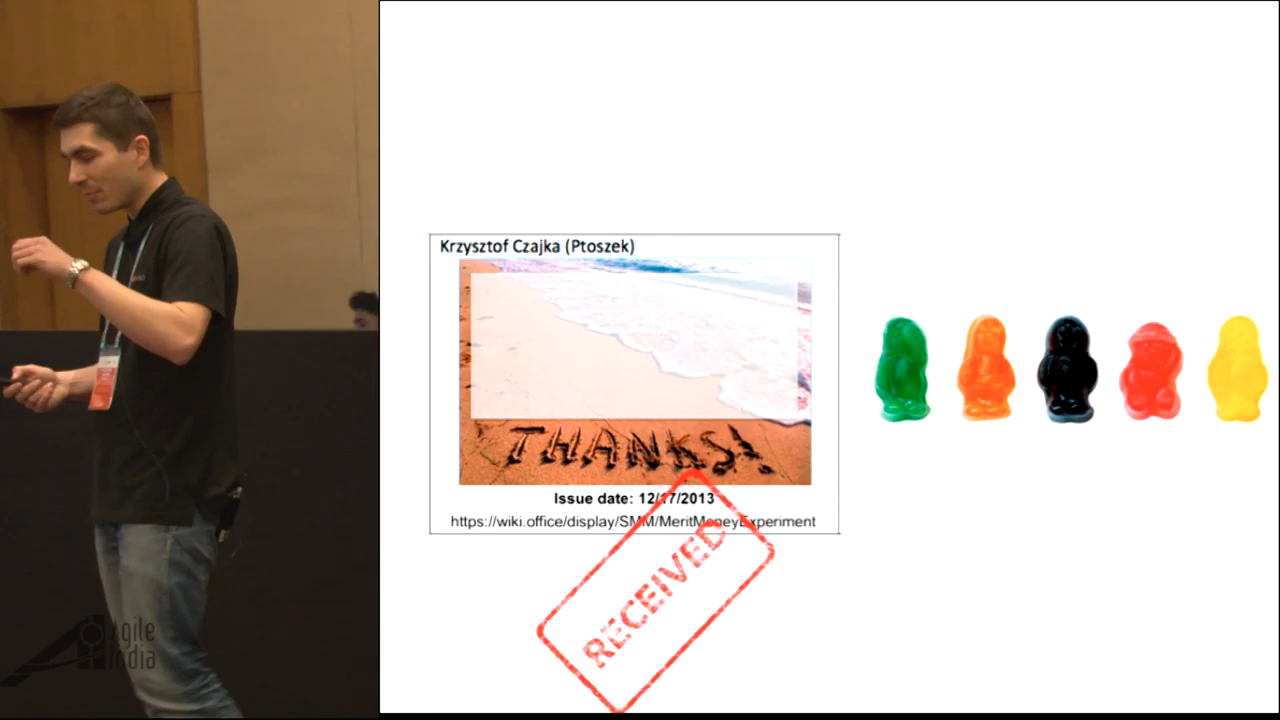 Krzysztof Czajka (Ptoszek)
THANKS!
Issue date: 12/17/2013
https://wiki.office/display/SMM/MeritMoneyExperiment
RECEIVED
Agile
India